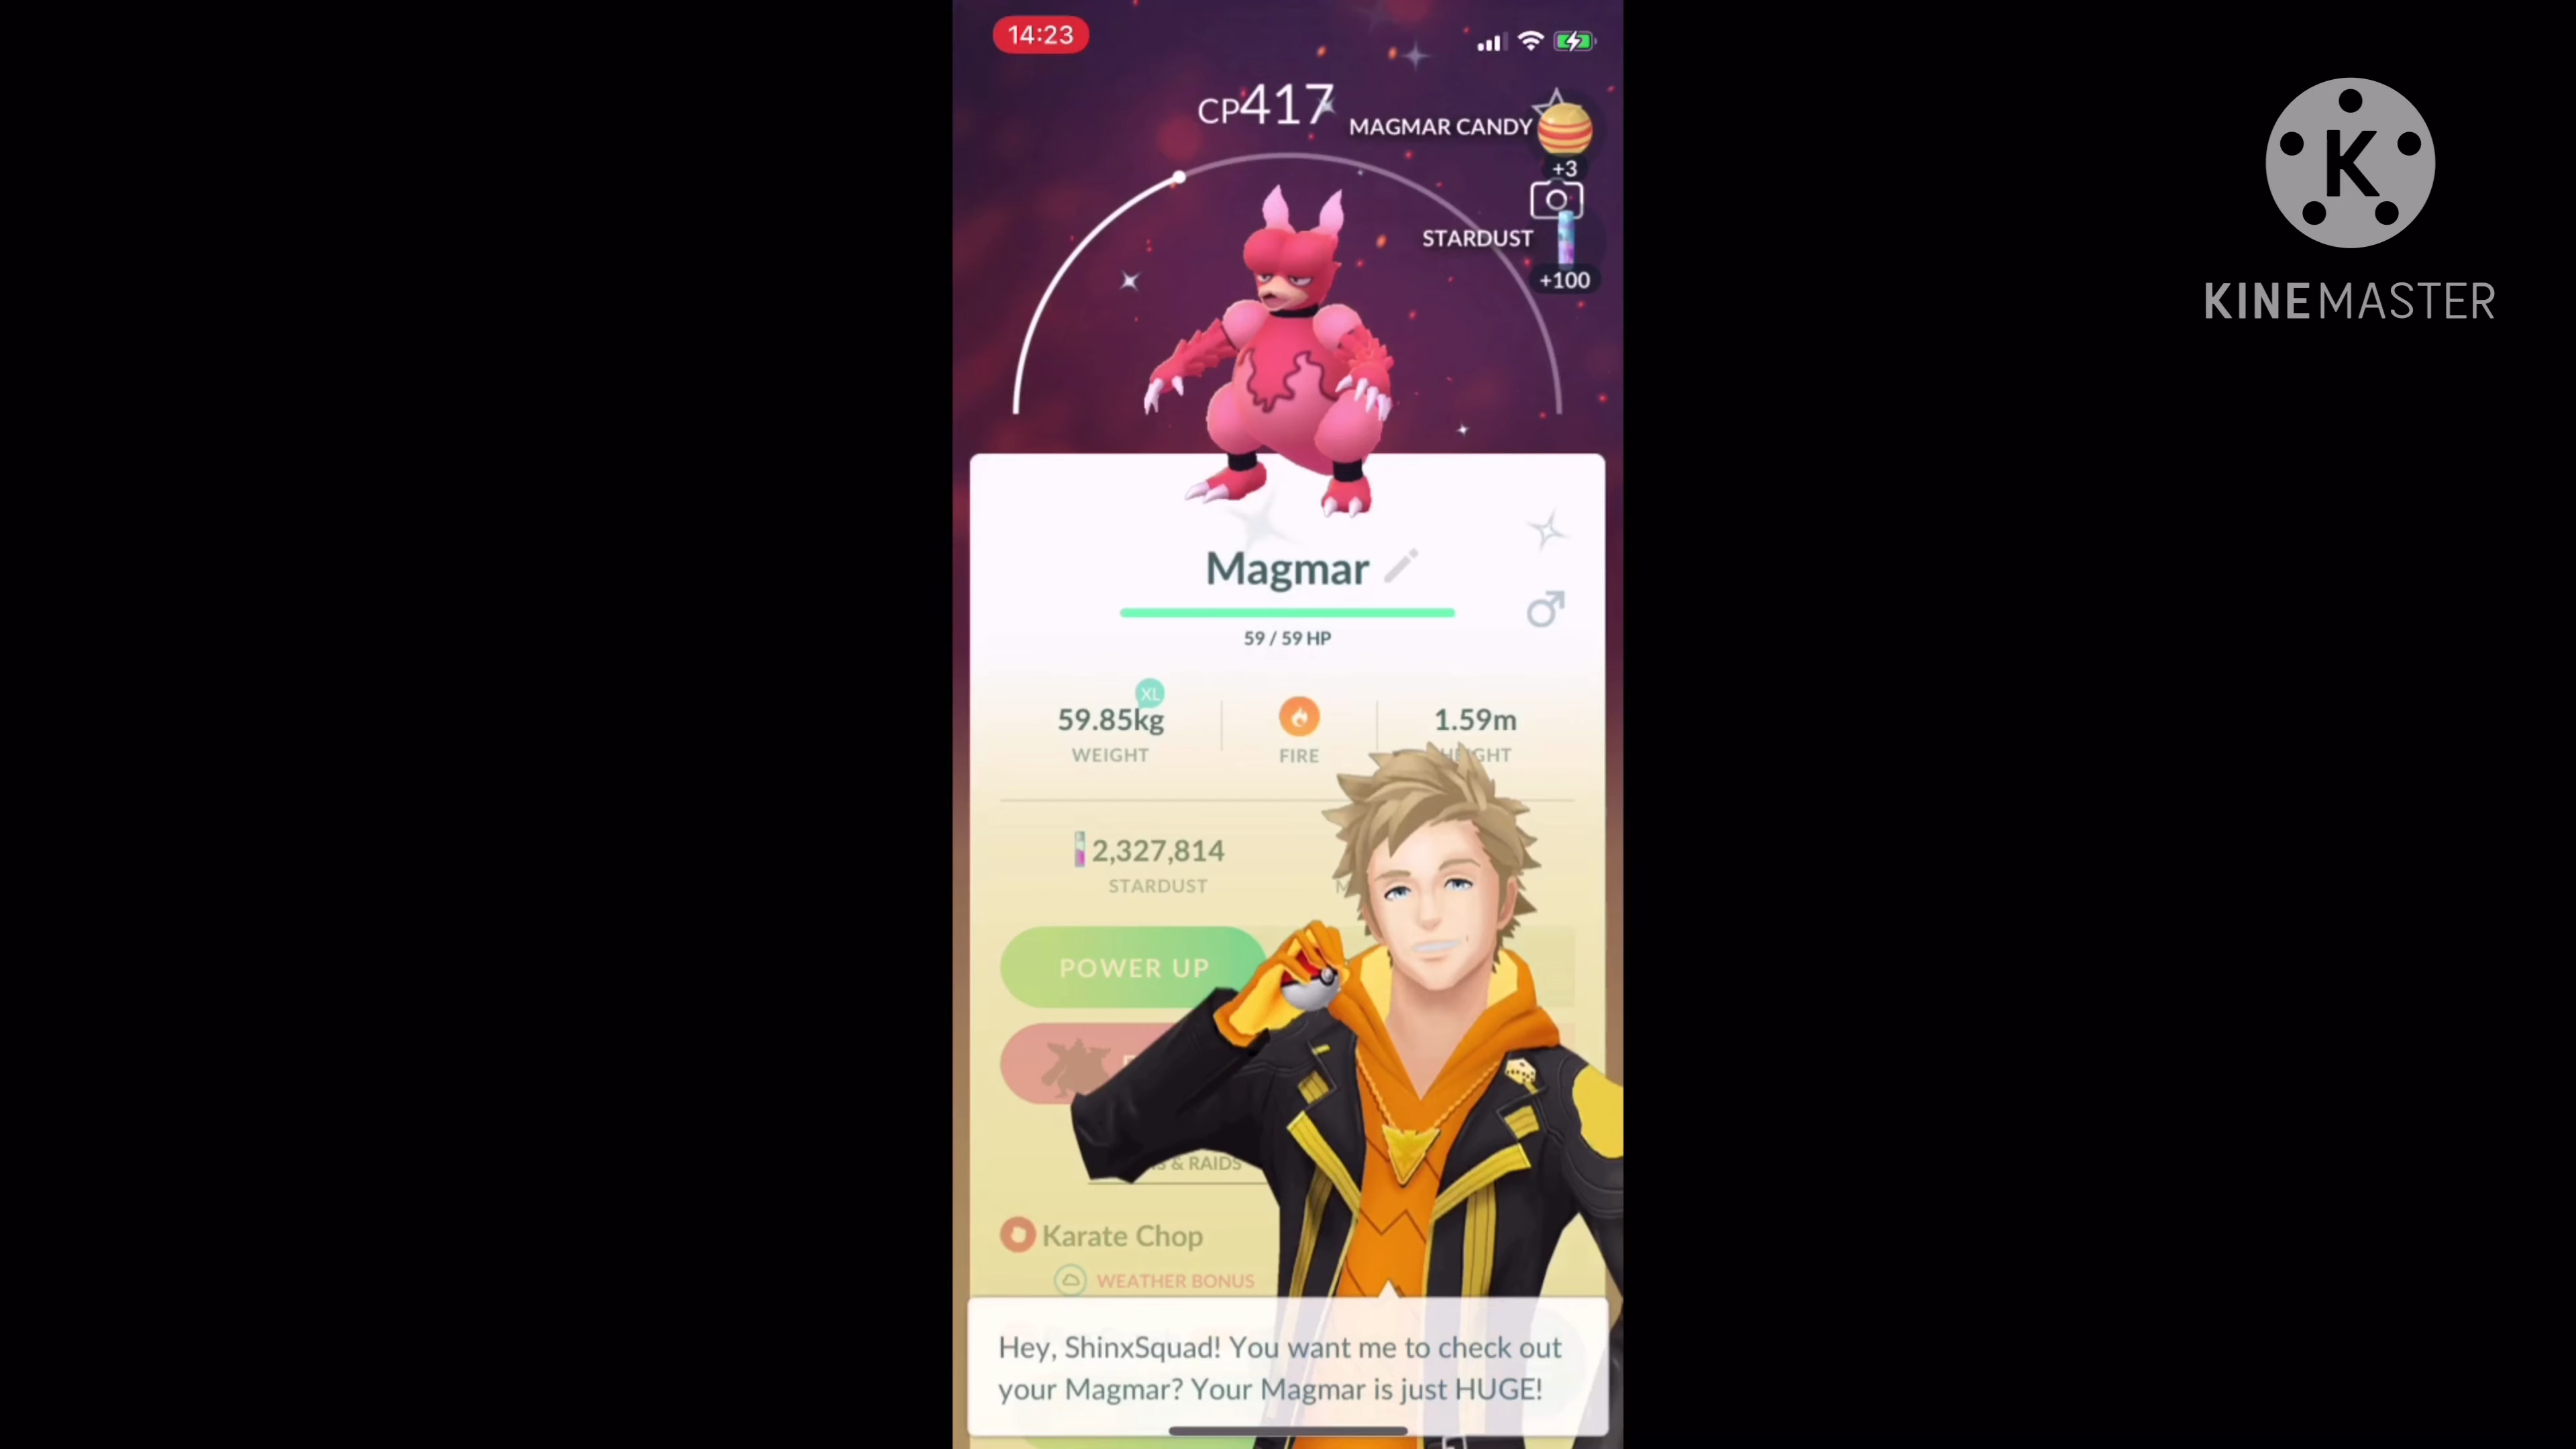 14:23
CP417
MAGMAR CANDY
+3
STARDUST
+100
K
KINEMASTER
Magmar
59 / 59 HP
XL
59.85kg
1.59m
WEIGHT
FIRE
2,327,814
STARDUST
POWER UP
& RAIDS
Karate Chop
WEATHER BONUS
Hey, ShinxSquad! You want me to check out
your Magmar? Your Magmar is just HUGE!